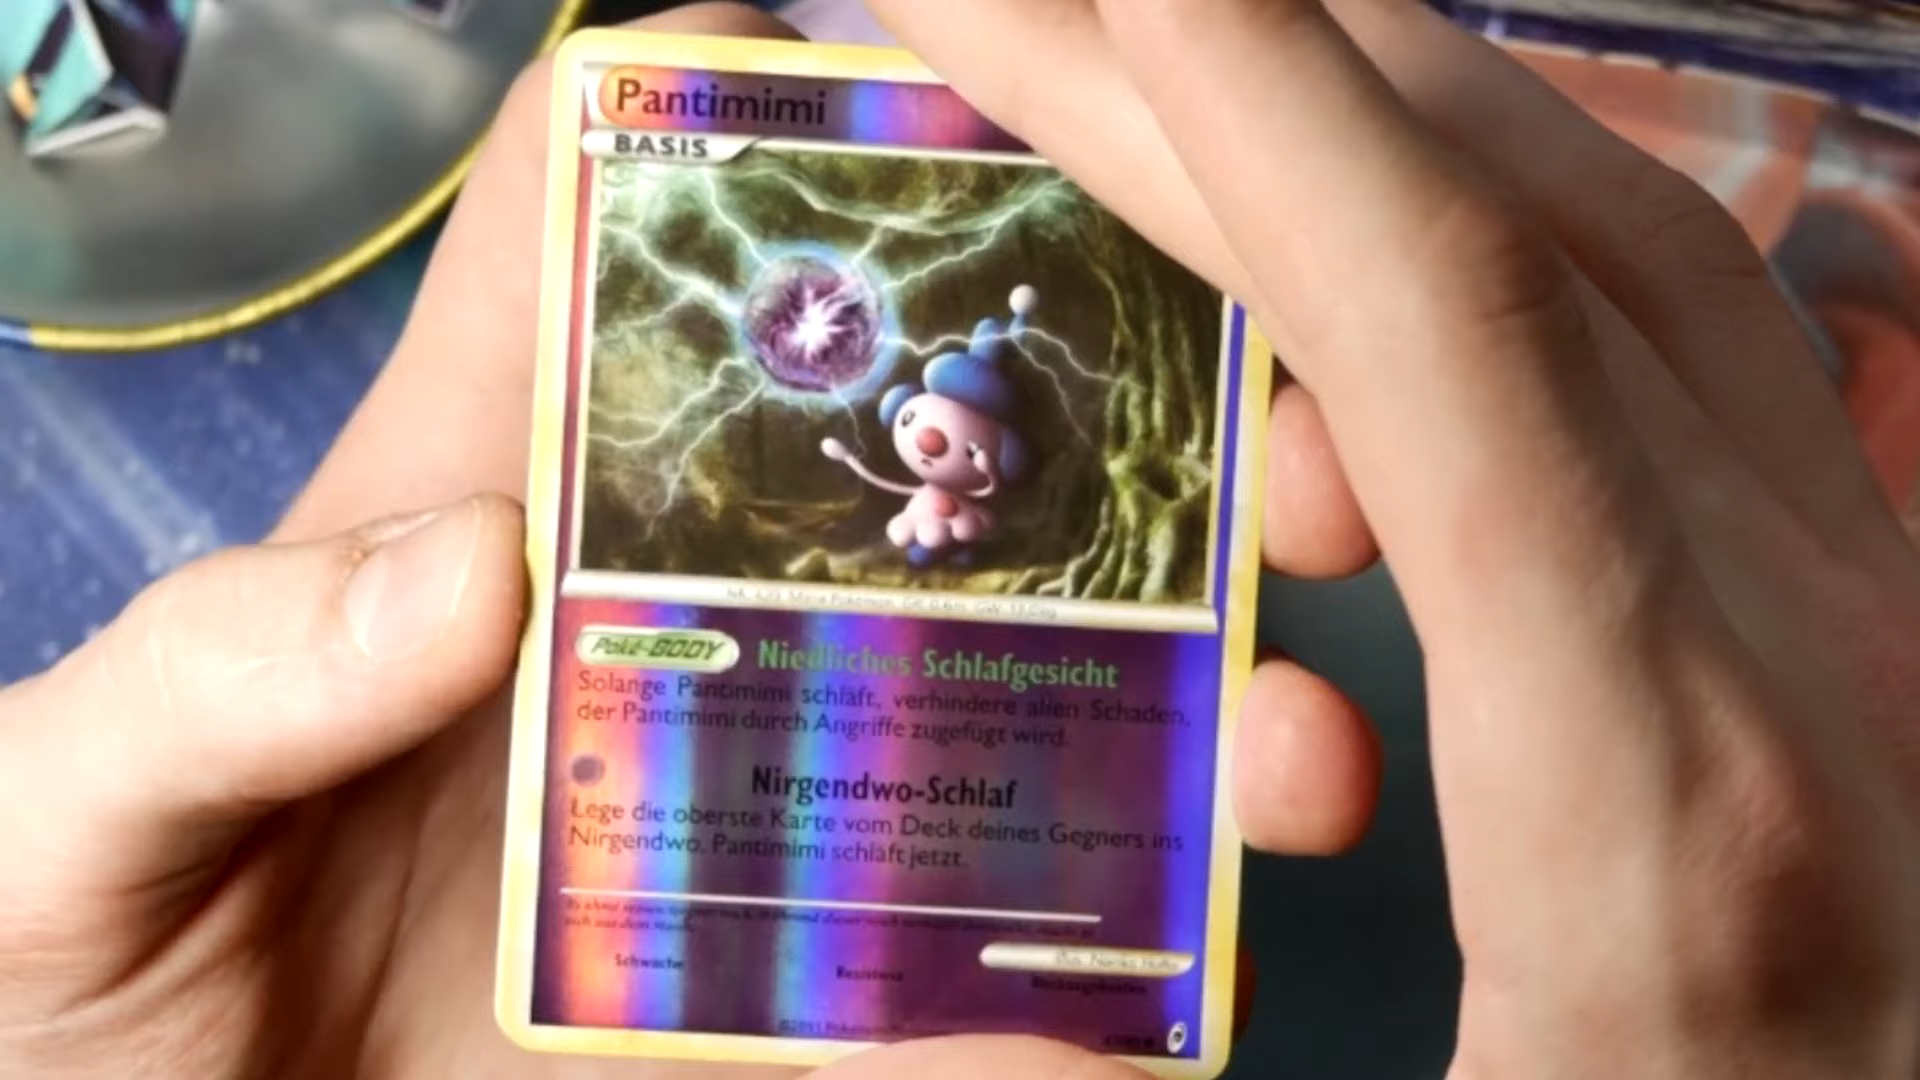 Pantimimi
BASIS
Poké-BODY Niedliches Schlafgesicht
Solange Pantimimi schläft, verhindere allen Schaden,
der Pantimimi durch Angriffe zugefügt wird.
Nirgendwo-Schlaf
Lege die oberste Karte vom Deck deines Gegners ins
Nirgendwo. Pantimimi schläft jetzt.
Schwäche
Resistenz
Rückzugskosten